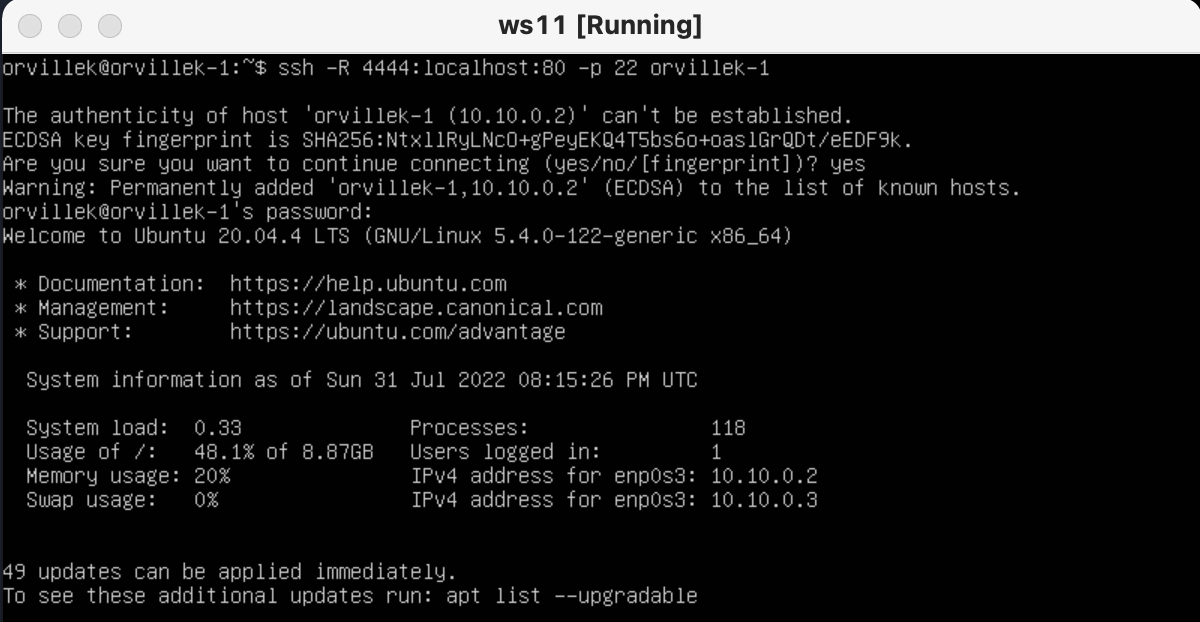 ws11 [Running]
orvillek@orvillek-1:~$ ssh -R 4444:localhost:80 -p 22 orvillek-1
The authenticity of host 'orvillek-1 (10.10.0.2)' can't be established.
ECDSA key fingerprint is SHA256:NtxllRyLNcO+gPeyEKQ4T5bs6o+oaslGrQDt/eEDF9k.
Are you sure you want to continue connecting (yes/no/[fingerprint])? yes
Warning: Permanently added 'orvillek-1,10.10.0.2' (ECDSA) to the list of known hosts.
orvillek@orvillek-1's password:
Welcome to Ubuntu 20.04.4 LTS (GNU/Linux 5.4.0-122-generic x86_64)
* Documentation:  https://help.ubuntu.com
* Management:     https://landscape.canonical.com
* Support:        https://ubuntu.com/advantage
System information as of Sun 31 Jul 2022 08:15:26 PM UTC
System load:  0.33               Processes:               118
Usage of /:   48.1% of 8.87GB   Users logged in:         1
Memory usage: 20%                IPv4 address for enp0s3: 10.10.0.2
Swap usage:   0%                 IPv4 address for enp0s3: 10.10.0.3
49 updates can be applied immediately.
To see these additional updates run: apt list --upgradable